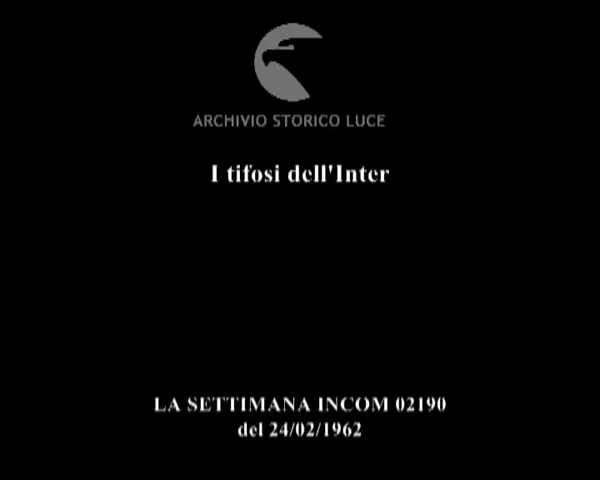 ARCHIVIO STORICO LUCE
I tifosi dell'Inter
LA SETTIMANA INCOM 02190
del 24/02/1962